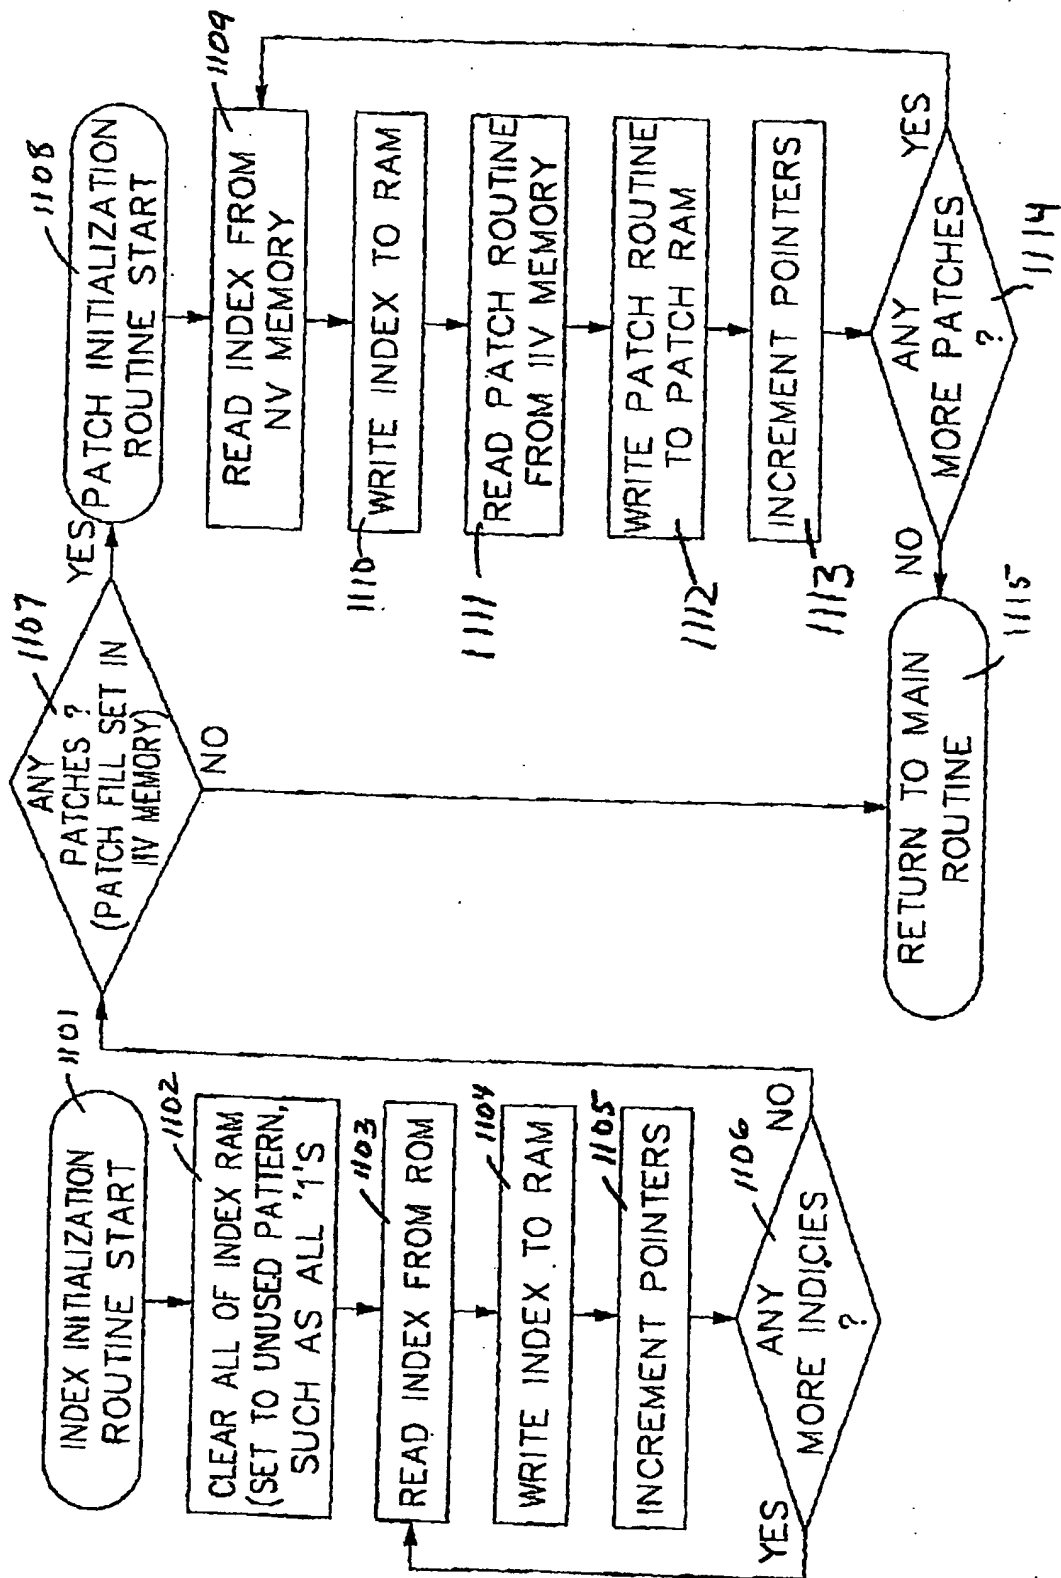 INDEX INITIALIZATION
ROUTINE START
1101
CLEAR ALL OF INDEX RAM
(SET TO UNUSED PATTERN,
SUCH AS ALL '1'S
1102
READ INDEX FROM ROM
1103
WRITE INDEX TO RAM
1104
INCREMENT POINTERS
1105
ANY
MORE INDICIES
?
1106
YES
NO
ANY
PATCHES ?
(PATCH FILL SET IN
IIV MEMORY)
1107
YES
NO
PATCH INITIALIZATION
ROUTINE START
1108
READ INDEX FROM
NV MEMORY
1109
WRITE INDEX TO RAM
1110
READ PATCH ROUTINE
FROM IIV MEMORY
1111
WRITE PATCH ROUTINE
TO PATCH RAM
1112
INCREMENT POINTERS
1113
ANY
MORE PATCHES
?
1114
YES
NO
RETURN TO MAIN
ROUTINE
1115